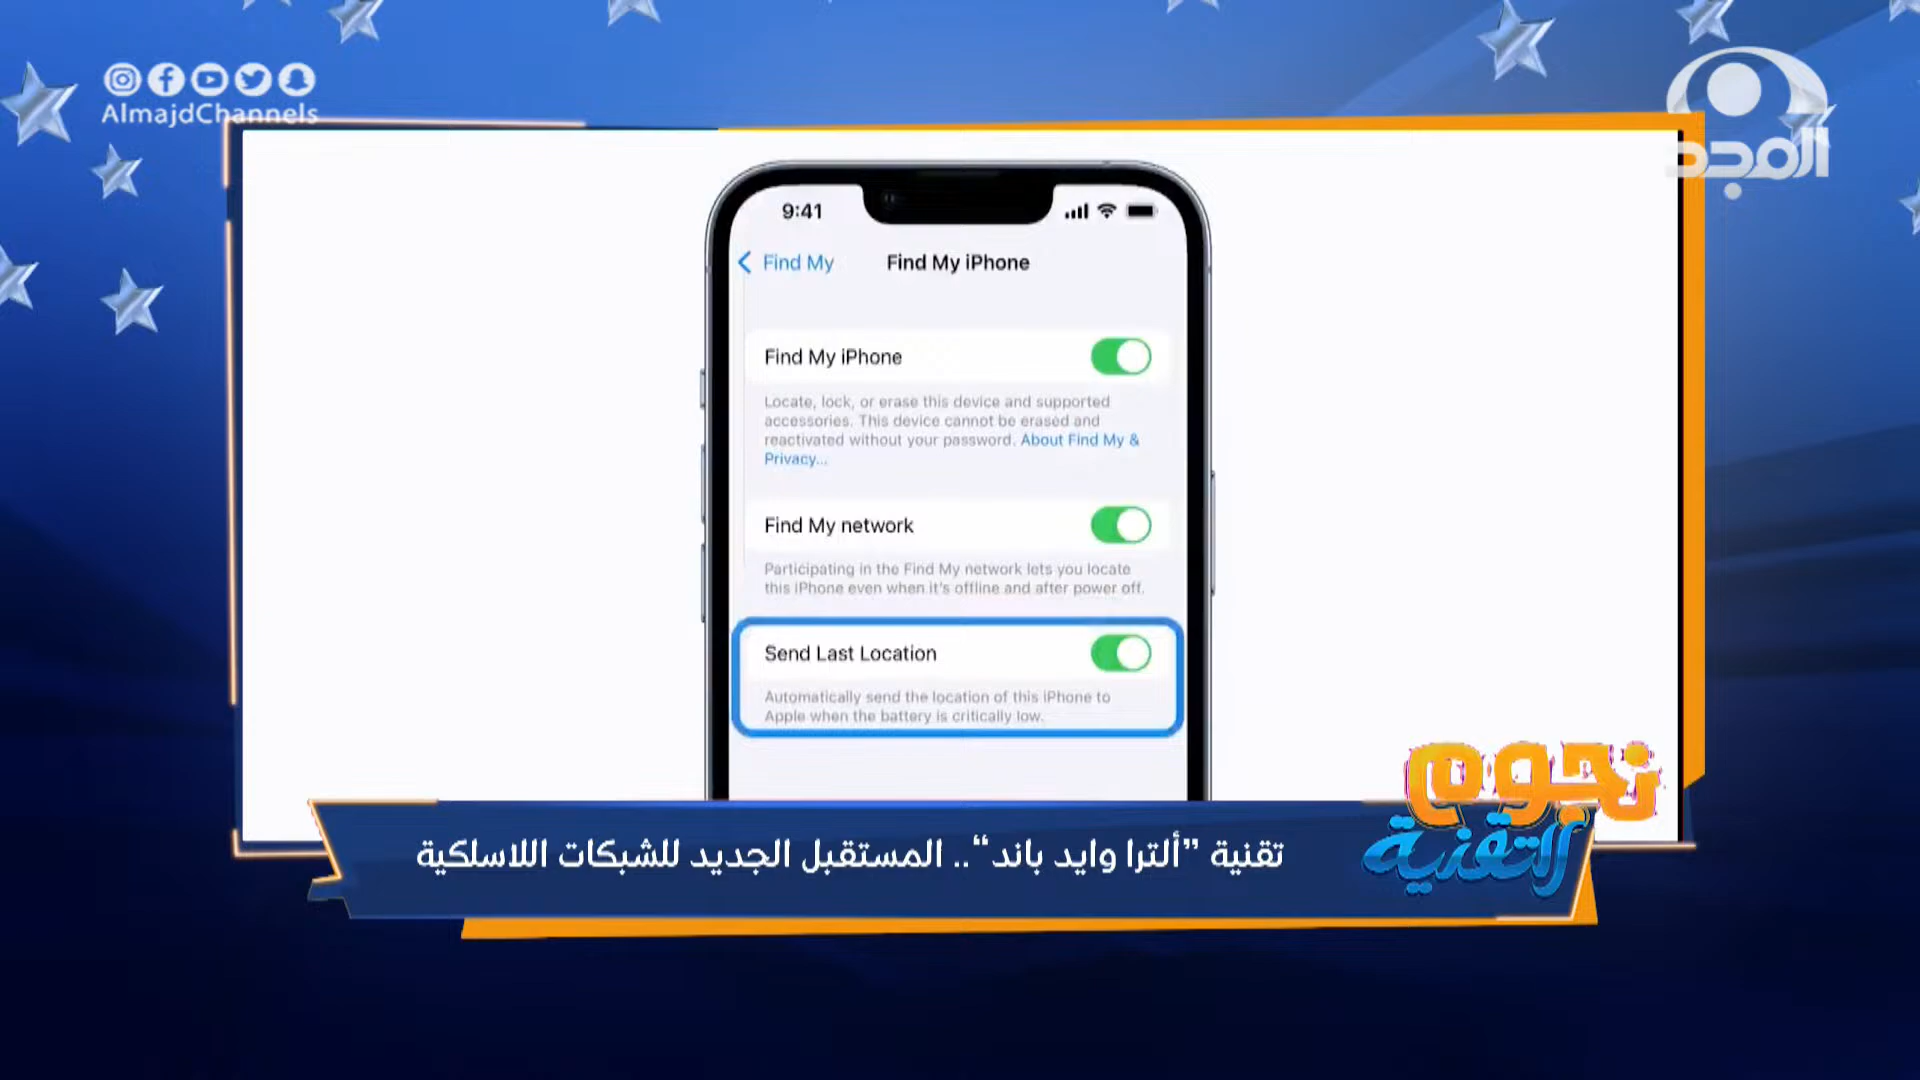 AlmajdChannels
المجد
9:41
Find My
Find My iPhone
Find My iPhone
Locate, lock, or erase this device and supported
accessories. This device cannot be erased and
reactivated without your password. About Find My &
Privacy...
Find My network
Participating in the Find My network lets you locate
this iPhone even when it's offline and after power off.
Send Last Location
Automatically send the location of this iPhone to
Apple when the battery is critically low.
نجوم
التقنية
تقنية ”ألترا وايد باند“.. المستقبل الجديد للشبكات اللاسلكية